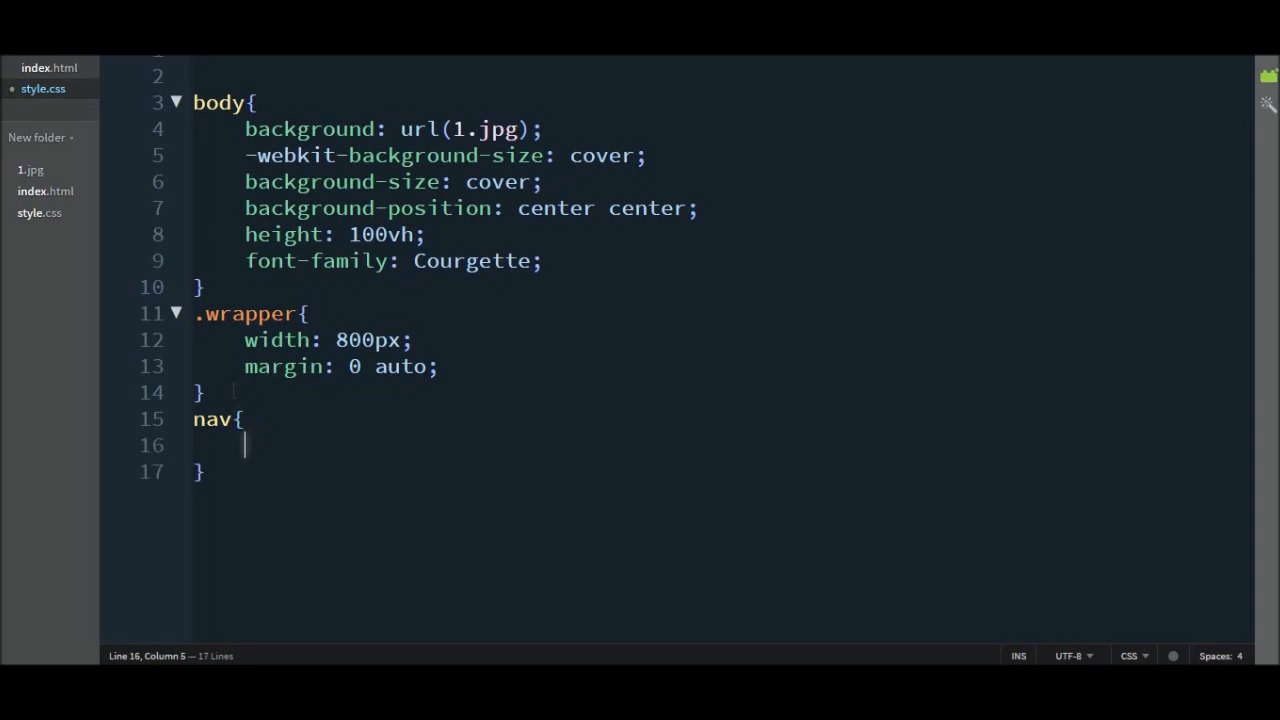 index.html
style.css
New folder
1.jpg
index.html
style.css
1
2
3 body{
4 background: url(1.jpg);
5 -webkit-background-size: cover;
6 background-size: cover;
7 background-position: center center;
8 height: 100vh;
9 font-family: Courgette;
10 }
11 .wrapper{
12 width: 800px;
13 margin: 0 auto;
14 }
15 nav{
16
17 }
Line 16, Column 5 — 17 Lines
INS UTF-8 CSS Spaces: 4